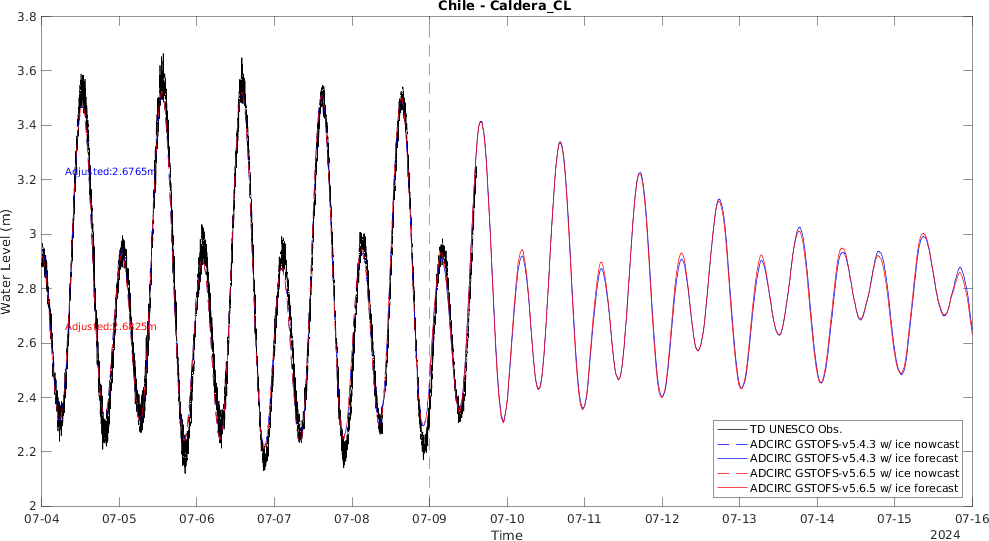 Chile - Caldera_CL
3.8
3.6
3.4
3.2
3
2.8
2.6
2.4
2.2
2
Water Level (m)
Adjusted:2.6765m
Adjusted:2.6825m
TD UNESCO Obs.
ADCIRC GSTOFS-v5.4.3 w/ ice nowcast
ADCIRC GSTOFS-v5.4.3 w/ ice forecast
ADCIRC GSTOFS-v5.6.5 w/ ice nowcast
ADCIRC GSTOFS-v5.6.5 w/ ice forecast
07-04 07-05 07-06 07-07 07-08 07-09 07-10 07-11 07-12 07-13 07-14 07-15 07-16
Time
2024